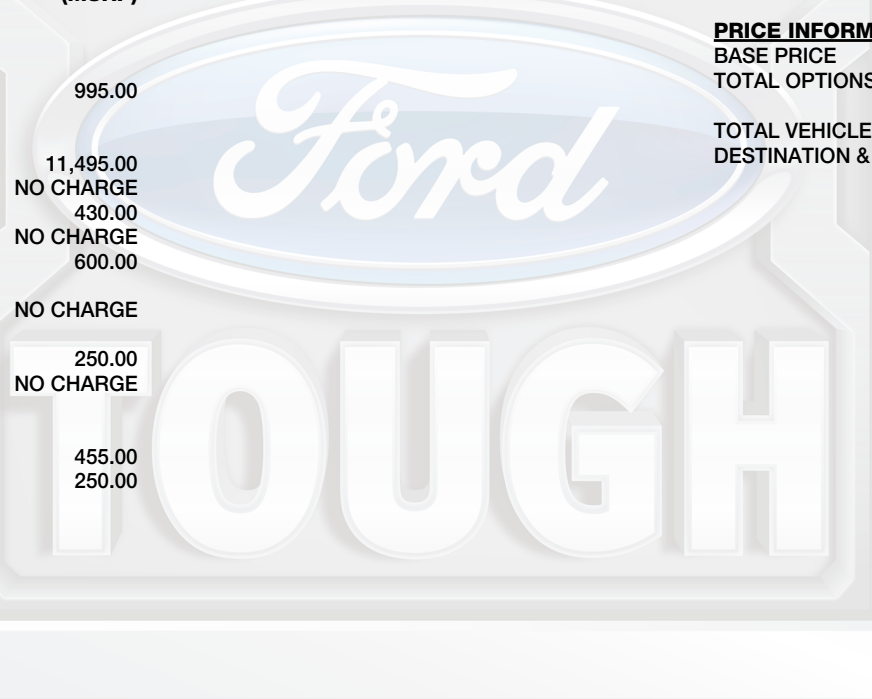 995.00
11,495.00
NO CHARGE
430.00
NO CHARGE
600.00
NO CHARGE
250.00
NO CHARGE
455.00
250.00
PRICE INFORM
BASE PRICE
TOTAL OPTIONS
TOTAL VEHICLE
DESTINATION &
Ford
TOUGH